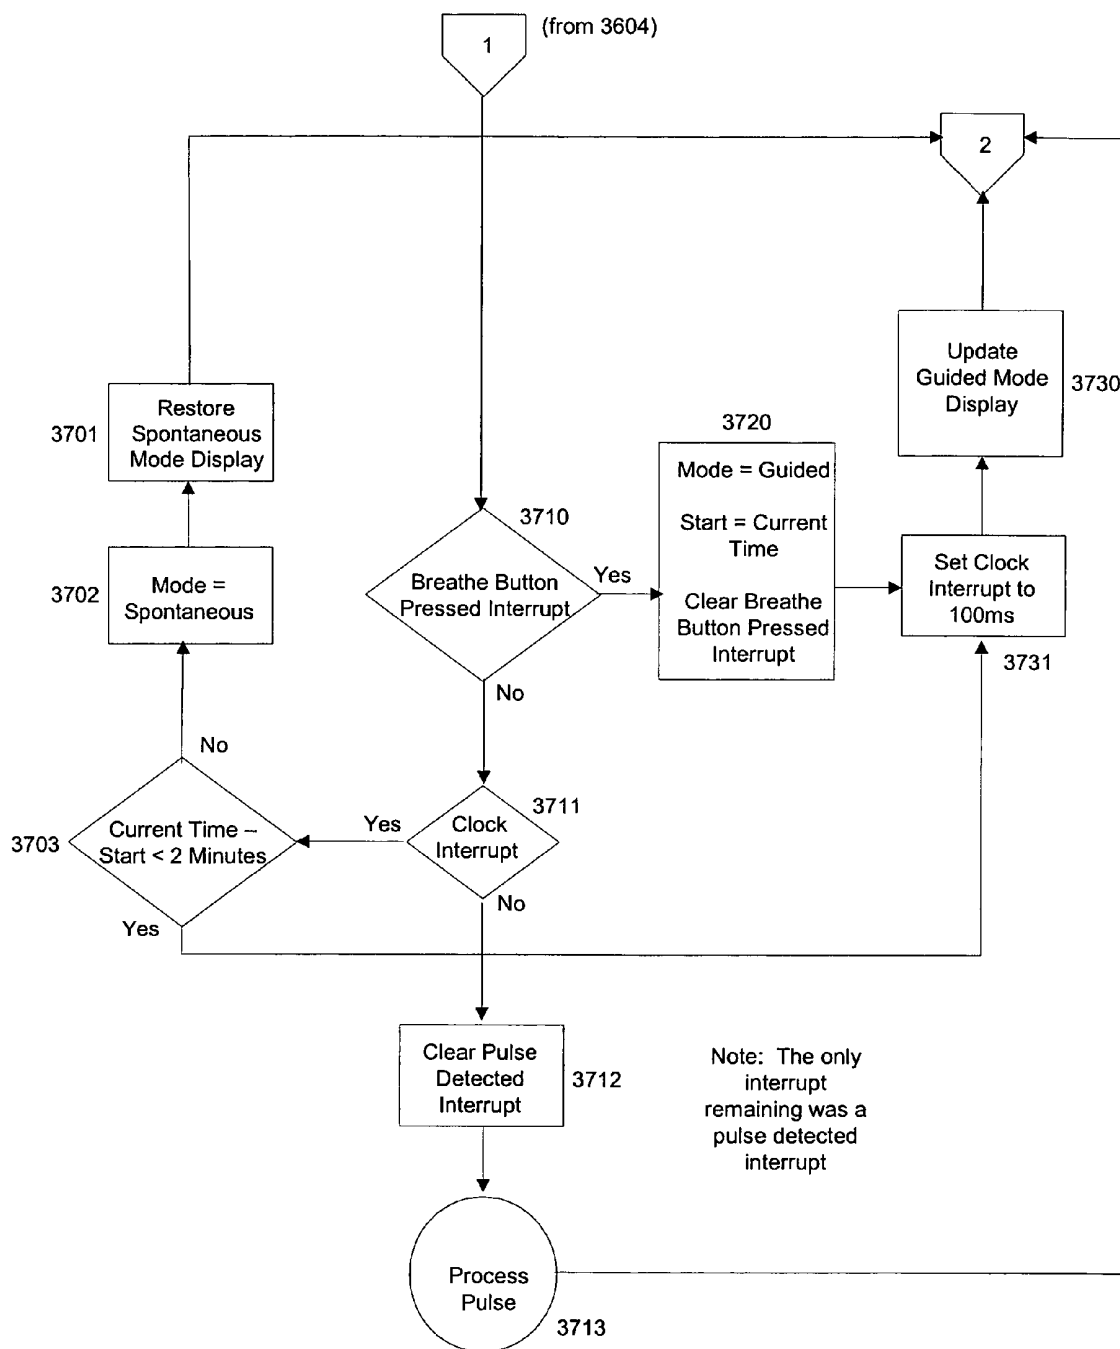 1
(from 3604)
2
Update
Guided Mode
Display
3730
Restore
Spontaneous
Mode Display
3701
3720
Mode = Guided
Start = Current
Time
Clear Breathe
Button Pressed
Interrupt
3710
Breathe Button
Pressed Interrupt
Yes
No
Set Clock
Interrupt to
100ms
3731
3702
Mode =
Spontaneous
No
3703
Current Time –
Start < 2 Minutes
Yes
Yes
3711
Clock
Interrupt
No
Clear Pulse
Detected
Interrupt
3712
Note: The only
interrupt
remaining was a
pulse detected
interrupt
Process
Pulse
3713